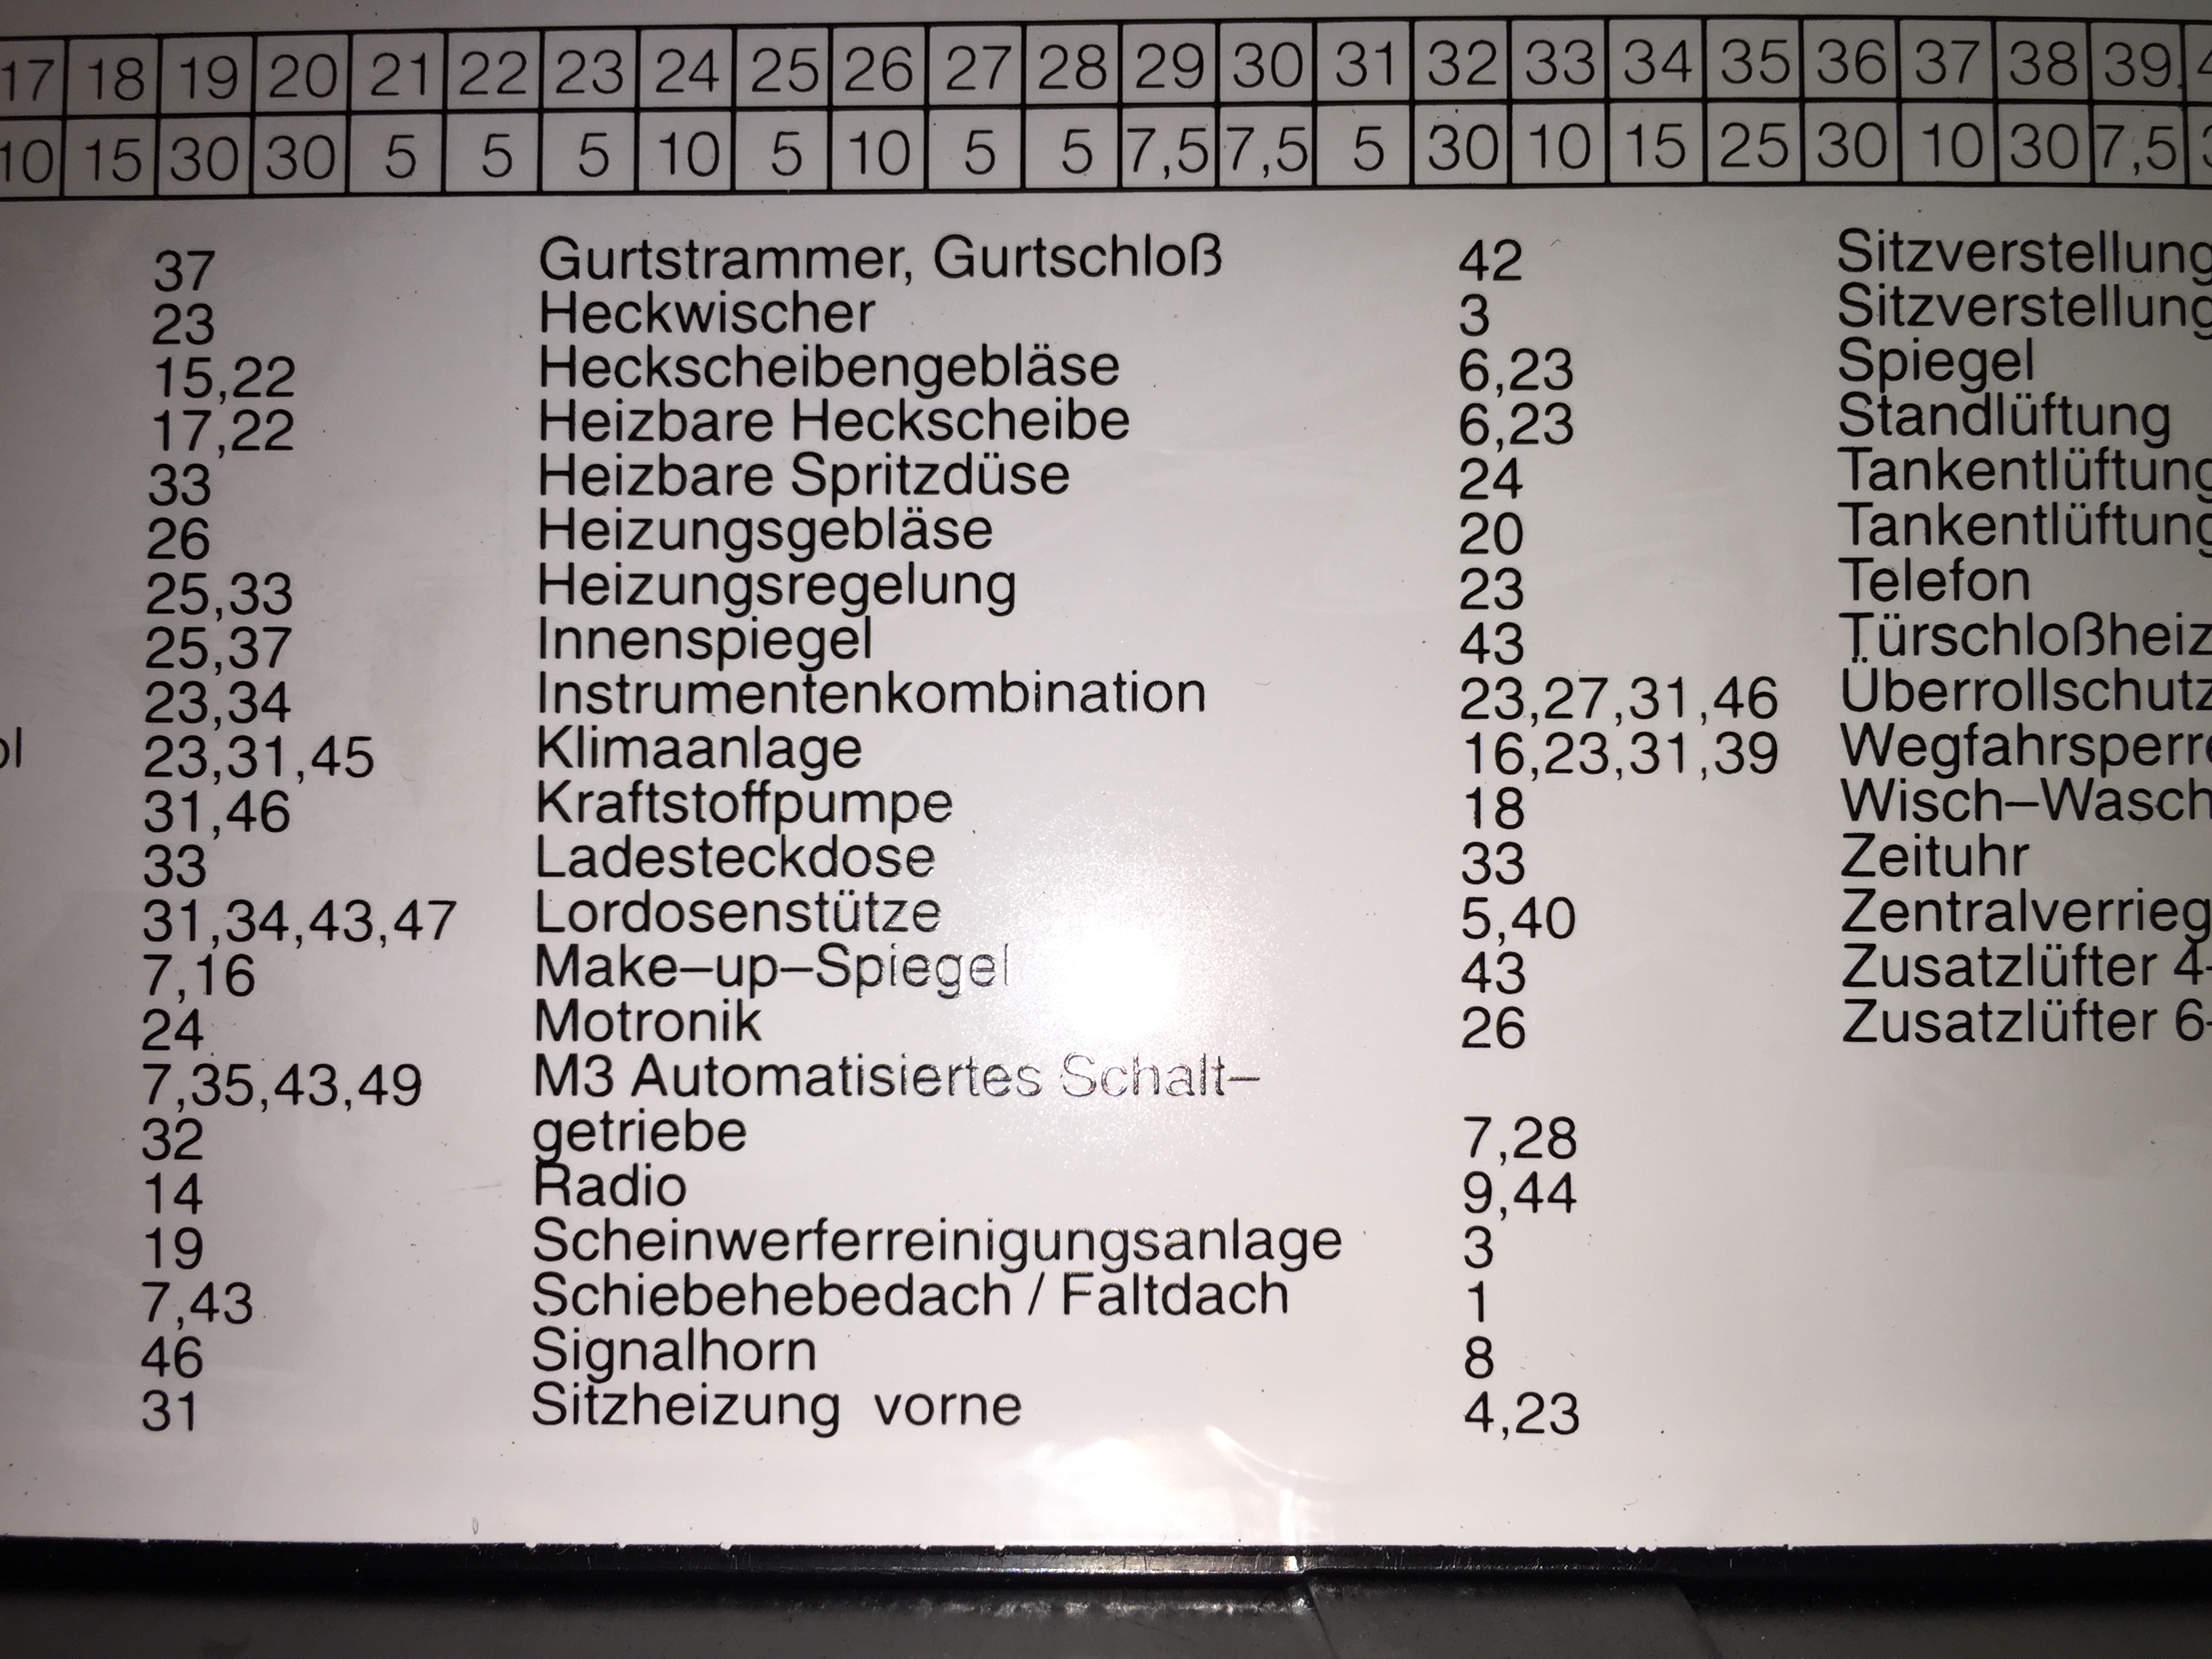 17 18 19 20 21 22 23 24 25 26 27 28 29 30 31 32 33 34 35 36 37 38 39
10 15 30 30 5 5 5 10 5 10 5 5 7,5 7,5 5 30 10 15 25 30 10 30 7,5
37 Gurtstrammer, Gurtschloß 42 Sitzverstellung
23 Heckwischer 3 Sitzverstellung
15,22 Heckscheibengebläse 6,23 Spiegel
17,22 Heizbare Heckscheibe 6,23 Standlüftung
33 Heizbare Spritzdüse 24 Tankentlüftung
26 Heizungsgebläse 20 Tankentlüftung
25,33 Heizungsregelung 23 Telefon
25,37 Innenspiegel 43 Türschloßheiz
23,34 Instrumentenkombination 23,27,31,46 Überrollschutz
ol 23,31,45 Klimaanlage 16,23,31,39 Wegfahrsperre
31,46 Kraftstoffpumpe 18 Wisch–Wasch
33 Ladesteckdose 33 Zeituhr
31,34,43,47 Lordosenstütze 5,40 Zentralverrieg
7,16 Make–up–Spiegel 43 Zusatzlüfter 4-
24 Motronik 26 Zusatzlüfter 6-
7,35,43,49 M3 Automatisiertes Schalt–
32 getriebe 7,28
14 Radio 9,44
19 Scheinwerferreinigungsanlage 3
7,43 Schiebehebedach / Faltdach 1
46 Signalhorn 8
31 Sitzheizung vorne 4,23